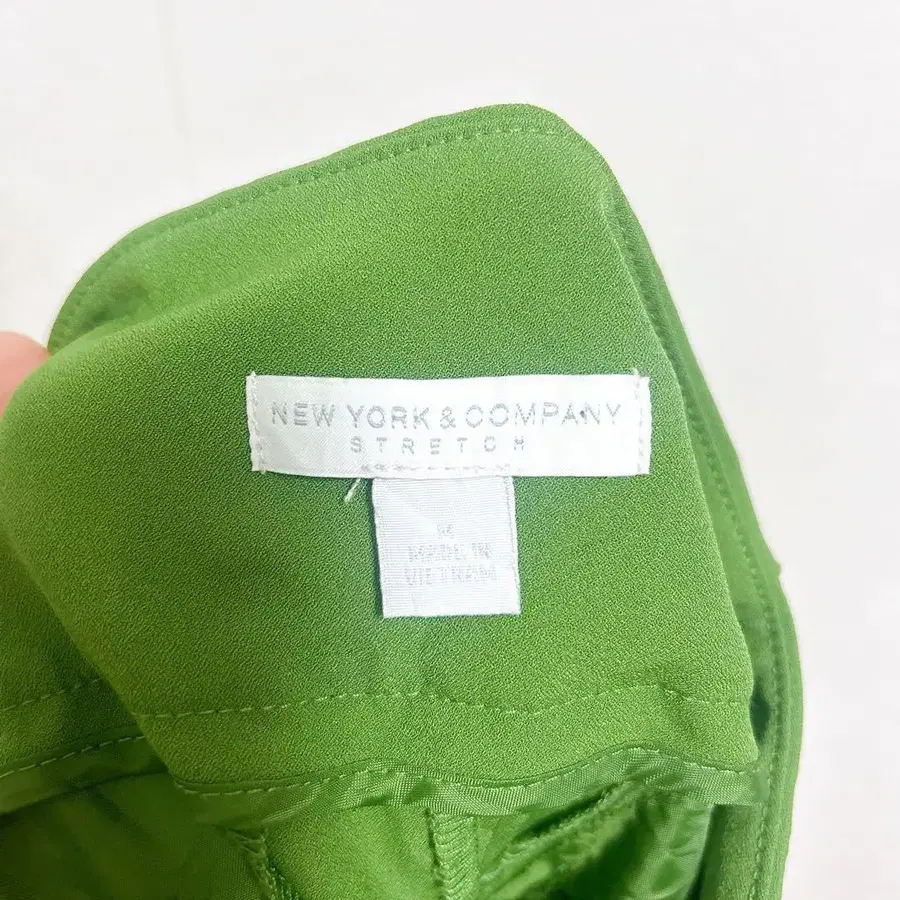 NEW YORK & COMPANY
STRETCH
M
MADE IN
VIETNAM